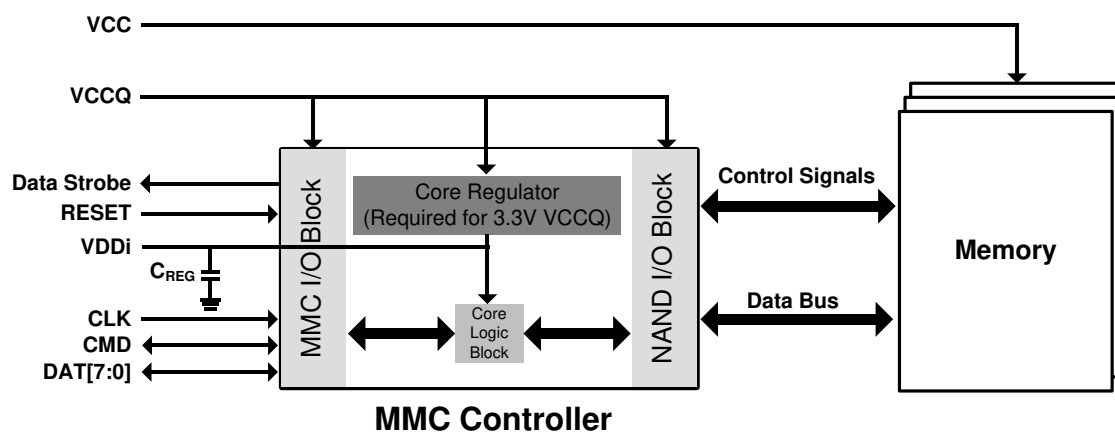 VCC
VCCQ
Data Strobe
RESET
VDDi
CREG
CLK
CMD
DAT[7:0]
MMC I/O Block
Core Regulator
(Required for 3.3V VCCQ)
Core
Logic
Block
NAND I/O Block
Control Signals
Data Bus
Memory
MMC Controller